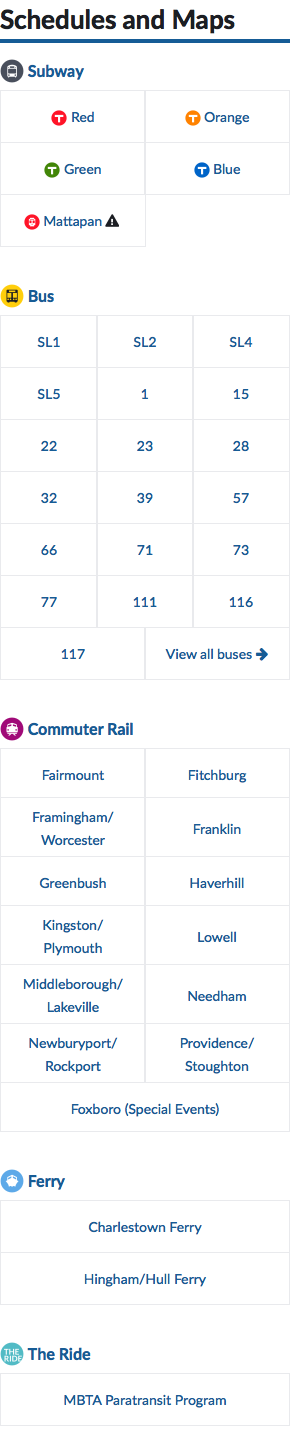 Schedules and Maps
Subway
T Red
T Orange
T Green
T Blue
T Mattapan
Bus
SL1 SL2 SL4
SL5 1 15
22 23 28
32 39 57
66 71 73
77 111 116
117 View all buses
Commuter Rail
Fairmount
Fitchburg
Framingham/
Worcester
Franklin
Greenbush
Haverhill
Kingston/
Plymouth
Lowell
Middleborough/
Lakeville
Needham
Newburyport/
Rockport
Providence/
Stoughton
Foxboro (Special Events)
Ferry
Charlestown Ferry
Hingham/Hull Ferry
THE
RIDE
The Ride
MBTA Paratransit Program